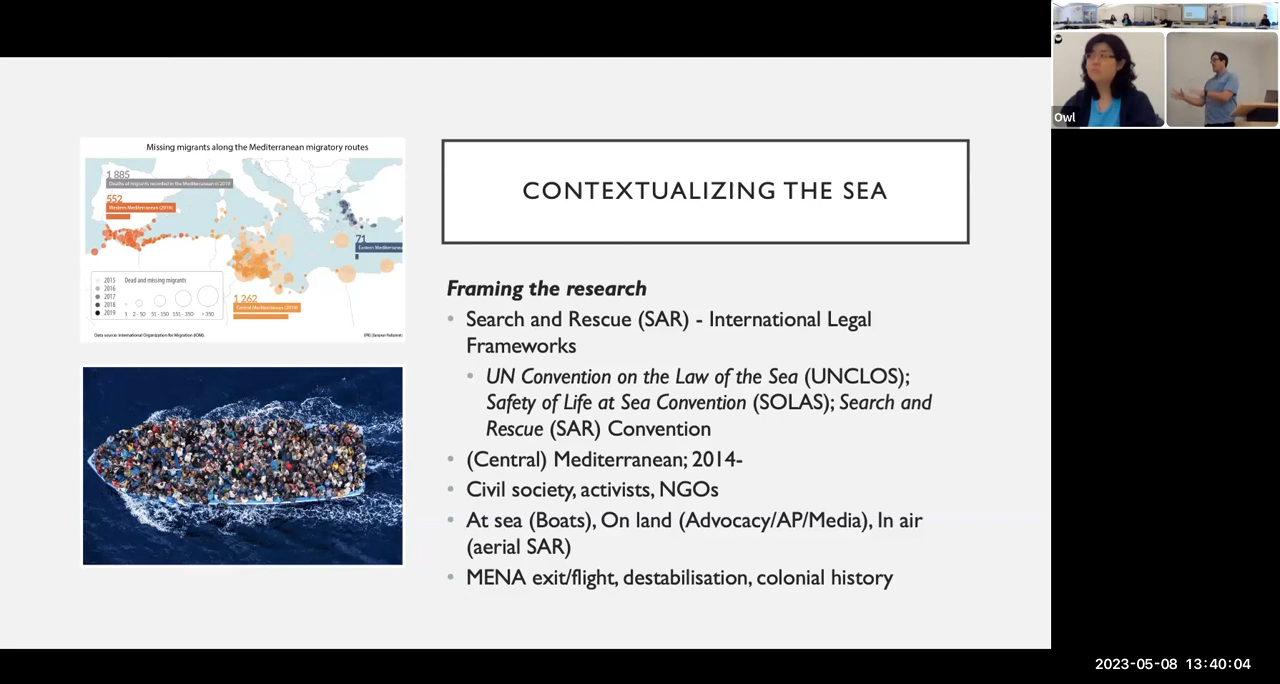 Missing migrants along the Mediterranean migratory routes
1 885
Deaths of migrants recorded in the Mediterranean in 2019
552
Western Mediterranean (2019)
71
Eastern Mediterranea
2015 Dead and missing migrants
2016
2017
2018
2019 1 2 - 50 51 - 150 151 - 350 > 350
1 262
Central Mediterranean (2019)
Data source: International Organization for Migration (IOM).
CONTEXTUALIZING THE SEA
Framing the research
• Search and Rescue (SAR) - International Legal
Frameworks
• UN Convention on the Law of the Sea (UNCLOS);
Safety of Life at Sea Convention (SOLAS); Search and
Rescue (SAR) Convention
• (Central) Mediterranean; 2014-
• Civil society, activists, NGOs
• At sea (Boats), On land (Advocacy/AP/Media), In air
(aerial SAR)
• MENA exit/flight, destabilisation, colonial history
Owl
2023-05-08 13:40:04